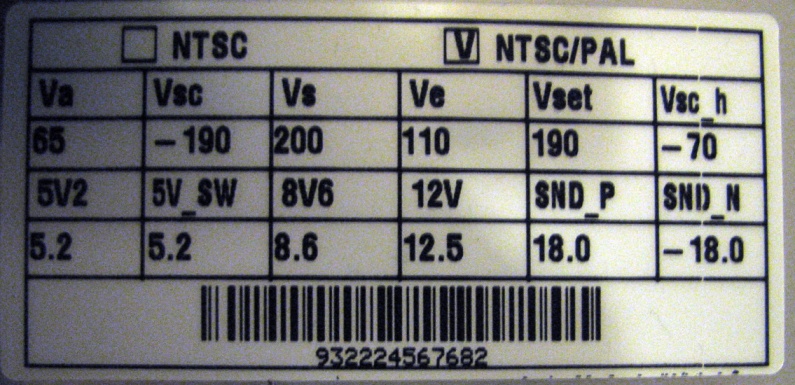 NTSC V NTSC/PAL
Va Vsc Vs Ve Vset Vsc_h
65 -190 200 110 190 -70
5V2 5V_SW 8V6 12V SND_P SND_N
5.2 5.2 8.6 12.5 18.0 -18.0
932224567682